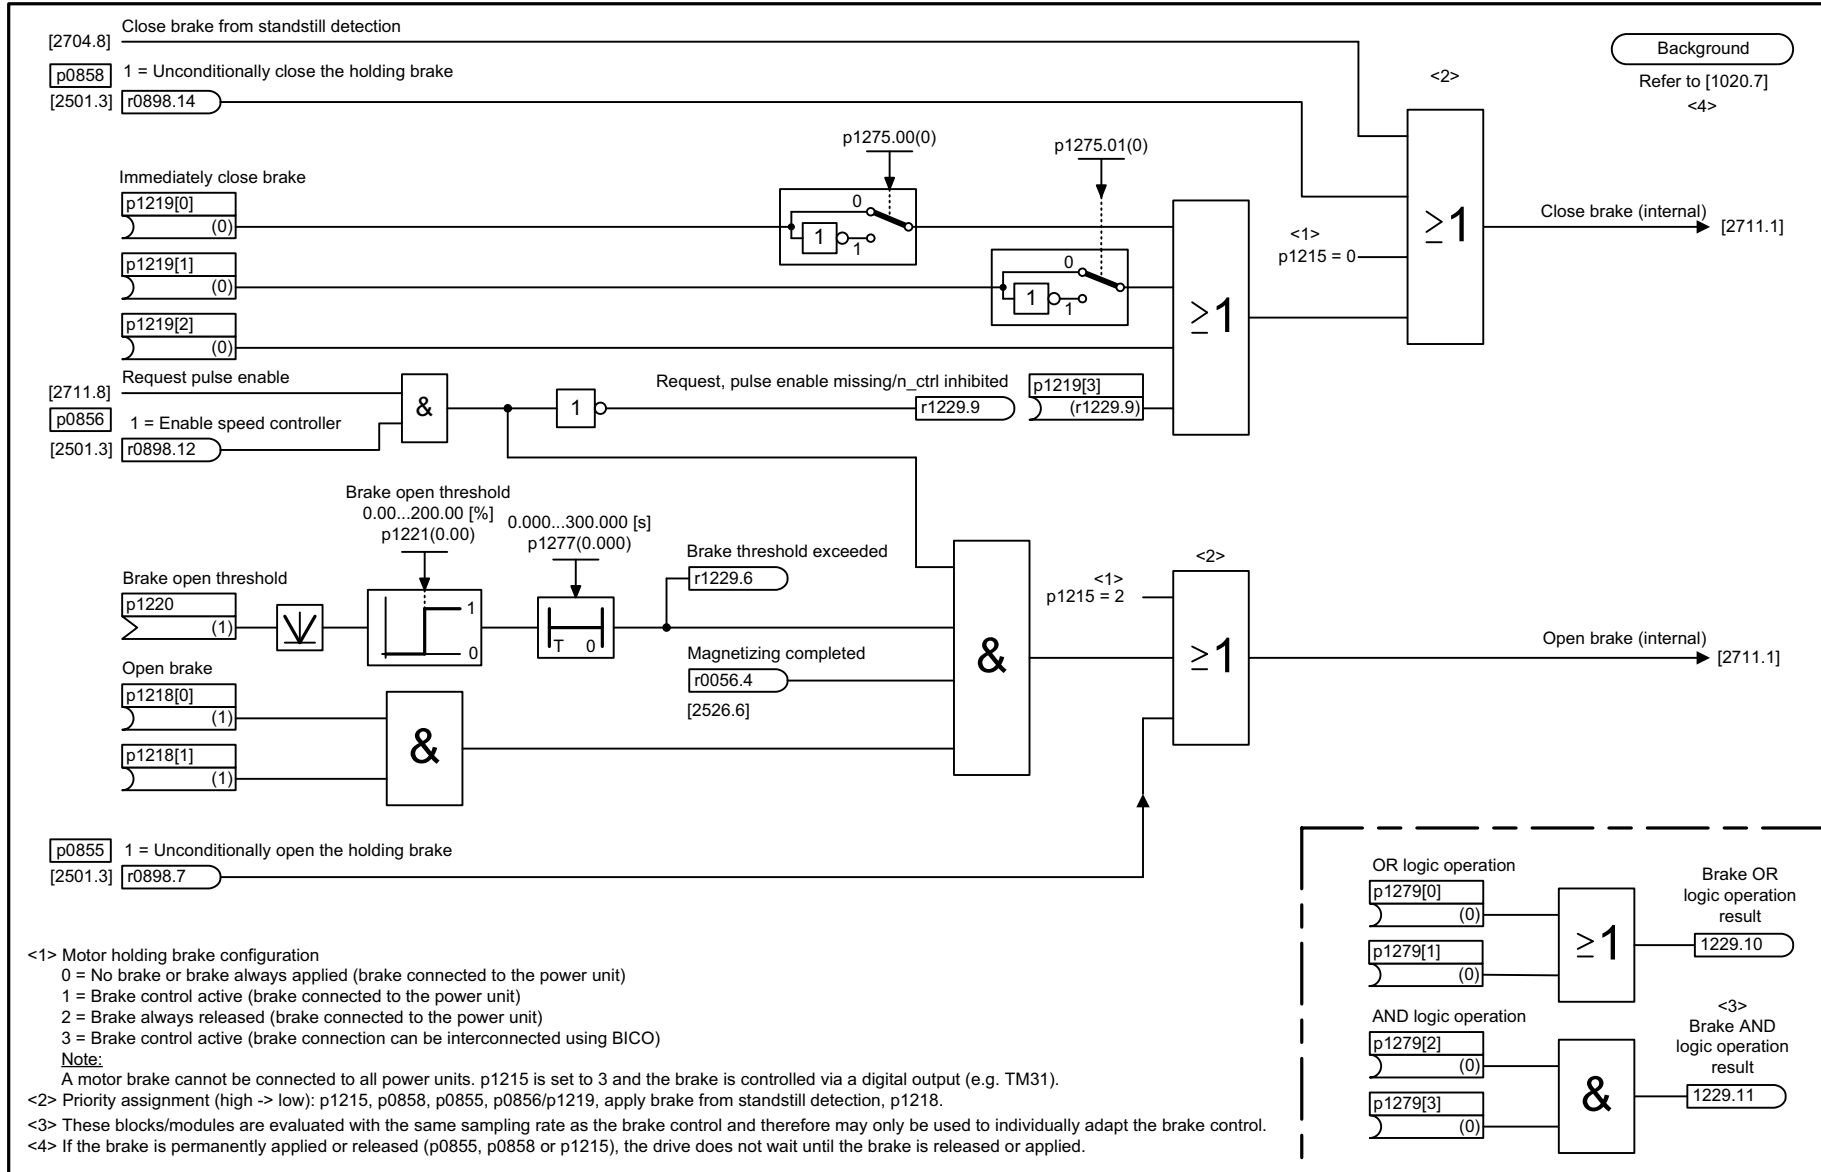 Close brake from standstill detection
[2704.8]
p0858 1 = Unconditionally close the holding brake
[2501.3] r0898.14
Background
Refer to [1020.7]
<4>
<2>
p1275.00(0)
p1275.01(0)
Immediately close brake
p1219[0]
(0)
0
1
1
p1219[1]
(0)
0
1
1
p1219[2]
(0)
≥1
<1>
p1215 = 0
≥1
Close brake (internal)
[2711.1]
Request pulse enable
[2711.8]
p0856 1 = Enable speed controller
[2501.3] r0898.12
&
1
Request, pulse enable missing/n_ctrl inhibited
r1229.9
p1219[3]
(r1229.9)
Brake open threshold
0.00...200.00 [%]
p1221(0.00)
0.000...300.000 [s]
p1277(0.000)
Brake threshold exceeded
r1229.6
Brake open threshold
p1220
(1)
1
0
T 0
Magnetizing completed
r0056.4
[2526.6]
Open brake
p1218[0]
(1)
p1218[1]
(1)
&
&
<2>
<1>
p1215 = 2
≥1
Open brake (internal)
[2711.1]
p0855 1 = Unconditionally open the holding brake
[2501.3] r0898.7
OR logic operation
p1279[0]
(0)
p1279[1]
(0)
≥1
Brake OR
logic operation
result
1229.10
AND logic operation
p1279[2]
(0)
p1279[3]
(0)
&
<3>
Brake AND
logic operation
result
1229.11
<1> Motor holding brake configuration
0 = No brake or brake always applied (brake connected to the power unit)
1 = Brake control active (brake connected to the power unit)
2 = Brake always released (brake connected to the power unit)
3 = Brake control active (brake connection can be interconnected using BICO)
Note:
A motor brake cannot be connected to all power units. p1215 is set to 3 and the brake is controlled via a digital output (e.g. TM31).
<2> Priority assignment (high -> low): p1215, p0858, p0855, p0856/p1219, apply brake from standstill detection, p1218.
<3> These blocks/modules are evaluated with the same sampling rate as the brake control and therefore may only be used to individually adapt the brake control.
<4> If the brake is permanently applied or released (p0855, p0858 or p1215), the drive does not wait until the brake is released or applied.